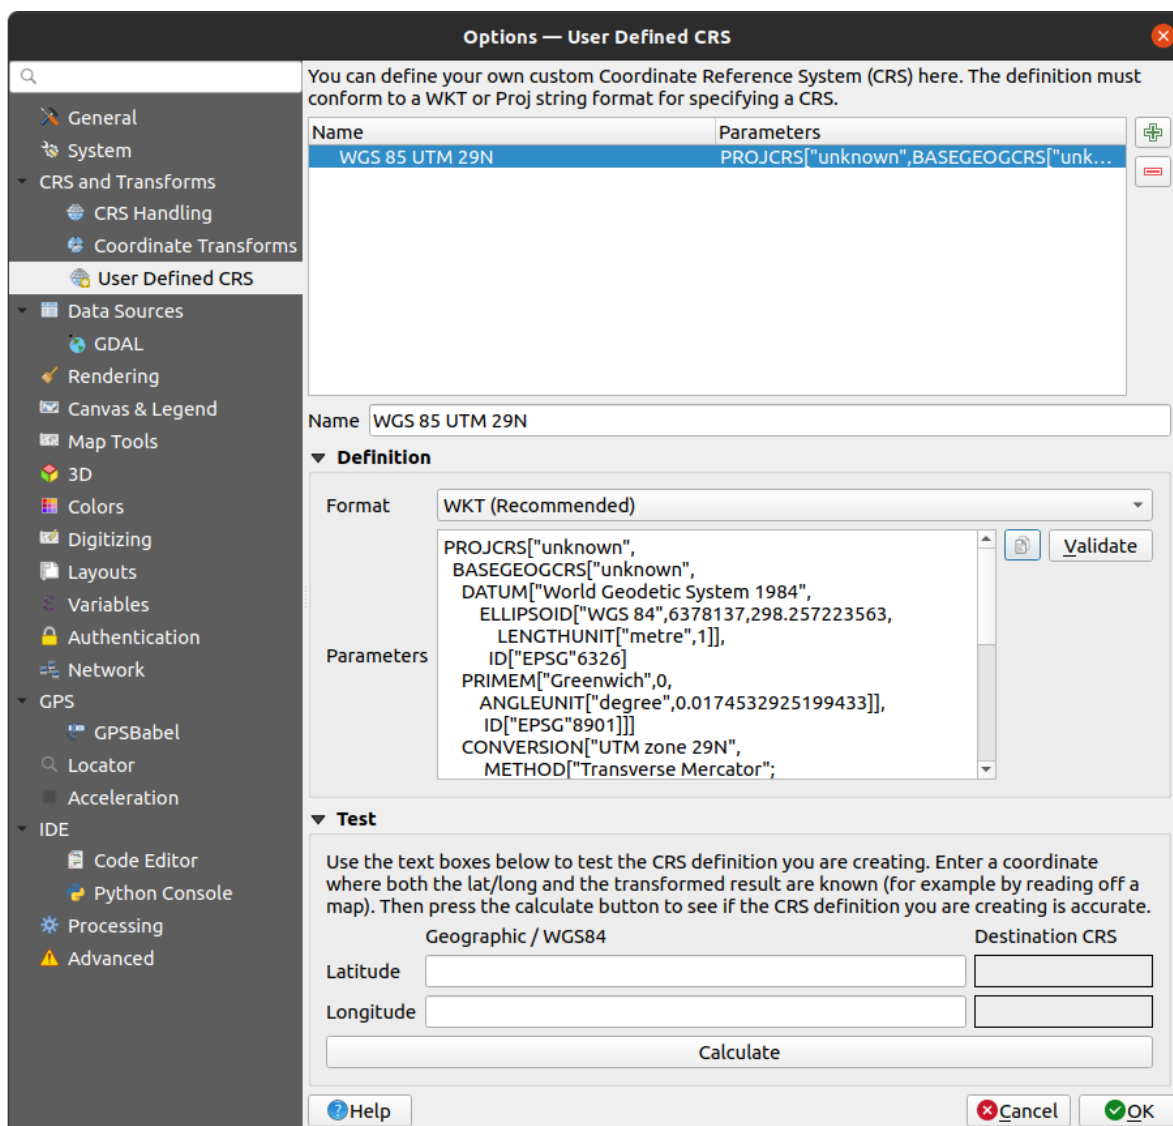 Options — User Defined CRS
General
System
CRS and Transforms
CRS Handling
Coordinate Transforms
User Defined CRS
Data Sources
GDAL
Rendering
Canvas & Legend
Map Tools
3D
Colors
Digitizing
Layouts
Variables
Authentication
Network
GPS
GPSBabel
Locator
Acceleration
IDE
Code Editor
Python Console
Processing
Advanced
You can define your own custom Coordinate Reference System (CRS) here. The definition must
conform to a WKT or Proj string format for specifying a CRS.
Name Parameters
WGS 85 UTM 29N PROJCRS["unknown",BASEGEOGCRS["unk...
Name WGS 85 UTM 29N
Definition
Format WKT (Recommended)
Parameters
PROJCRS["unknown",
BASEGEOGCRS["unknown",
DATUM["World Geodetic System 1984",
ELLIPSOID["WGS 84",6378137,298.257223563,
LENGTHUNIT["metre",1]],
ID["EPSG"6326]
PRIMEM["Greenwich",0,
ANGLEUNIT["degree",0.0174532925199433]],
ID["EPSG"8901]]]
CONVERSION["UTM zone 29N",
METHOD["Transverse Mercator";
Validate
Test
Use the text boxes below to test the CRS definition you are creating. Enter a coordinate
where both the lat/long and the transformed result are known (for example by reading off a
map). Then press the calculate button to see if the CRS definition you are creating is accurate.
Geographic / WGS84 Destination CRS
Latitude
Longitude
Calculate
Help Cancel OK